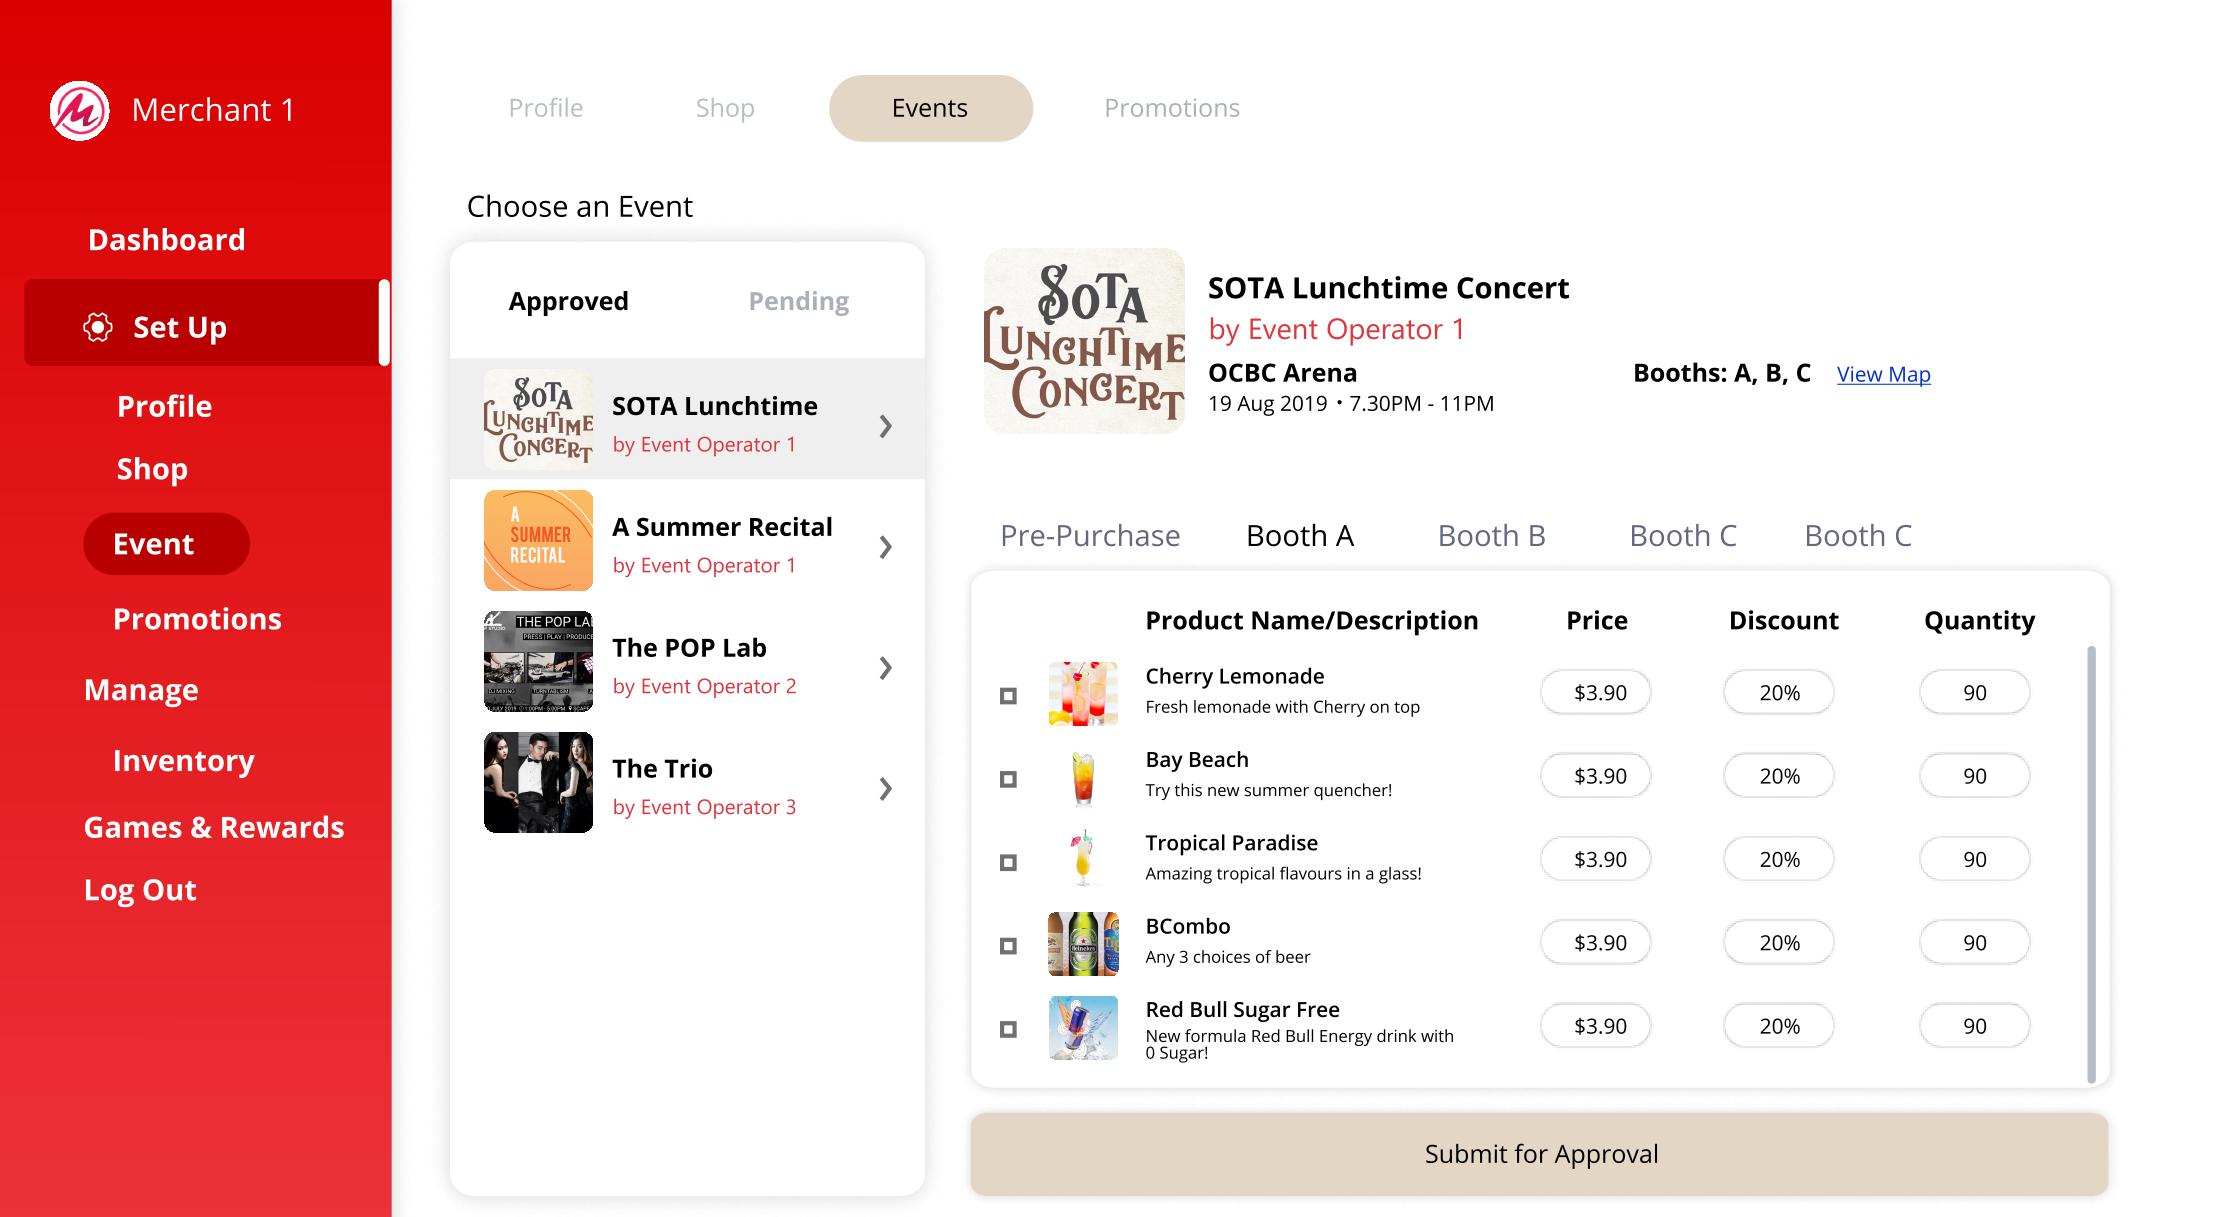 Merchant 1
Dashboard
Set Up
Profile
Shop
Event
Promotions
Manage
Inventory
Games & Rewards
Log Out
Profile
Shop
Events
Promotions
Choose an Event
Approved
Pending
SOTA
LUNCHTIME
CONCERT
SOTA Lunchtime
by Event Operator 1
A
SUMMER
RECITAL
A Summer Recital
by Event Operator 1
THE POP LA
PRESS | PLAY | PRODUCE
DJ MIXING
TURNTABLISM
The POP Lab
by Event Operator 2
The Trio
by Event Operator 3
SOTA
LUNCHTIME
CONCERT
SOTA Lunchtime Concert
by Event Operator 1
OCBC Arena
19 Aug 2019 • 7.30PM - 11PM
Booths: A, B, C
View Map
Pre-Purchase
Booth A
Booth B
Booth C
Booth C
Product Name/Description
Price
Discount
Quantity
Cherry Lemonade
Fresh lemonade with Cherry on top
$3.90
20%
90
Bay Beach
Try this new summer quencher!
$3.90
20%
90
Tropical Paradise
Amazing tropical flavours in a glass!
$3.90
20%
90
Heineken
BCombo
Any 3 choices of beer
$3.90
20%
90
Red Bull Sugar Free
New formula Red Bull Energy drink with
0 Sugar!
$3.90
20%
90
Submit for Approval